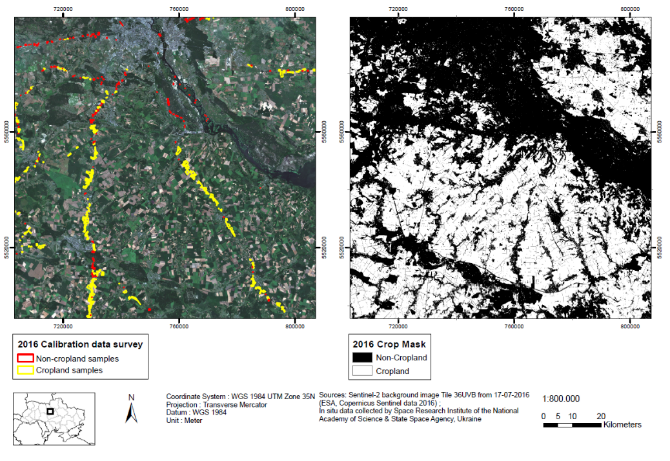 720000 760000 800000
720000 760000 800000
5560000
5560000
5560000
5520000
5520000
5520000
720000 760000 800000
720000 760000 800000
2016 Calibration data survey
Non-cropland samples
Cropland samples
2016 Crop Mask
Non-Cropland
Cropland
N
Coordinate System : WGS 1984 UTM Zone 35N
Projection : Transverse Mercator
Datum : WGS 1984
Unit : Meter
Sources: Sentinel-2 background image Tile 36UVB from 17-07-2016
(ESA, Copernicus Sentinel data 2016) ;
In situ data collected by Space Research Institute of the National
Academy of Science & State Space Agency, Ukraine
1:800.000
0 5 10 20
Kilometers